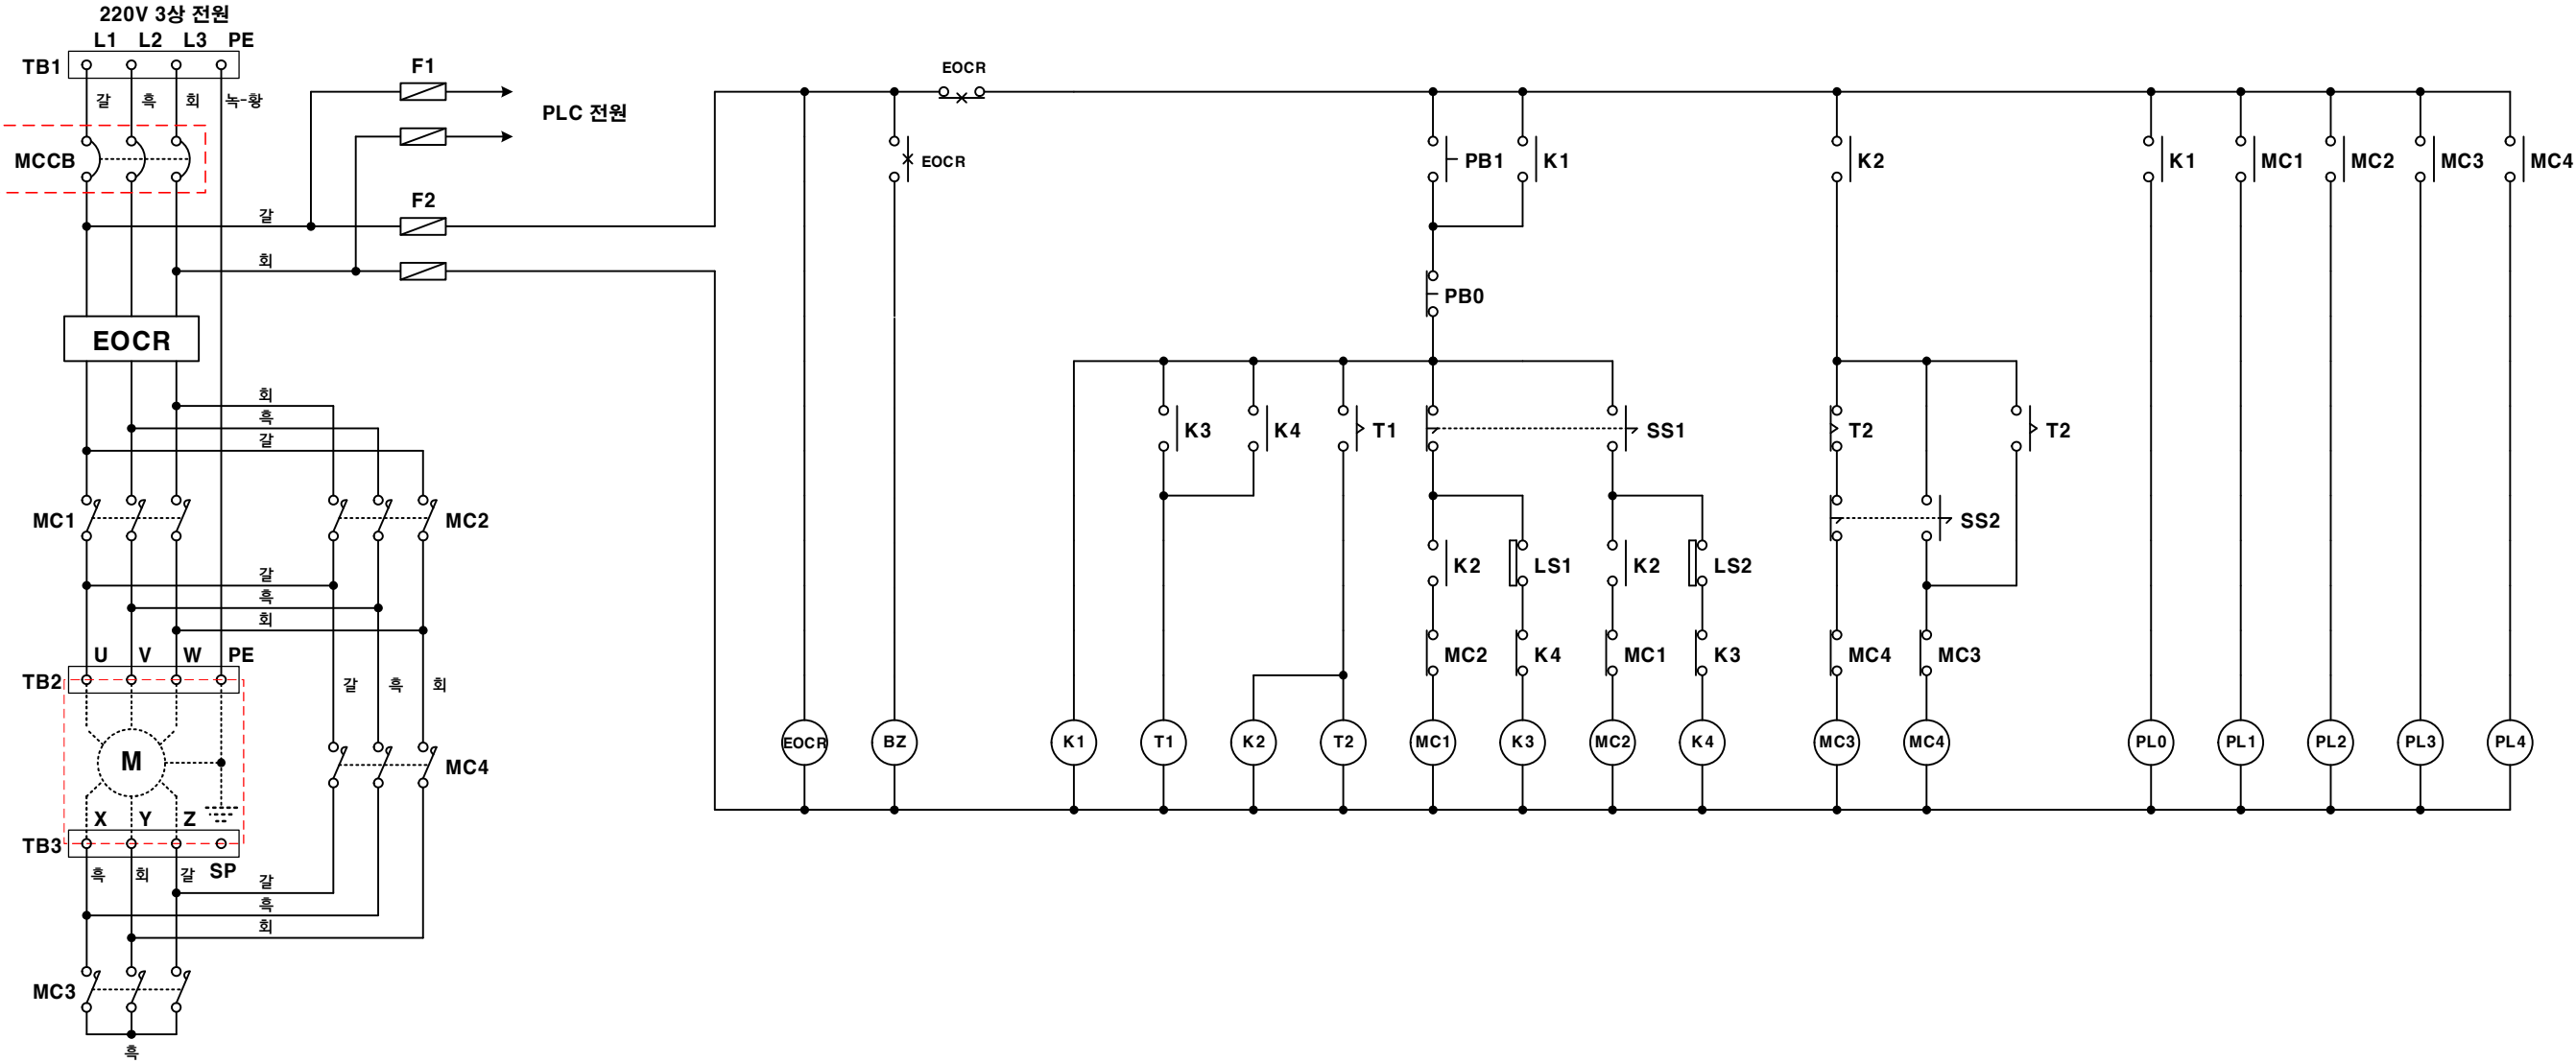 220V 3상 전원
L1 L2 L3 PE
TB1
갈 흑 회 녹-황
MCCB
F1
PLC 전원
F2
갈
회
EOCR
회
흑
갈
MC1
MC2
갈
흑
회
U V W PE
TB2
갈 흑 회
M
MC4
X Y Z
TB3
SP
흑 회 갈
갈
흑
회
MC3
흑
EOCR
EOCR
PB1 K1 K2 K1 MC1 MC2 MC3 MC4
PB0
K3 K4 T1 SS1 T2 T2
SS2
K2 LS1 K2 LS2
MC2 K4 MC1 K3 MC4 MC3
EOCR BZ K1 T1 K2 T2 MC1 K3 MC2 K4 MC3 MC4 PL0 PL1 PL2 PL3 PL4